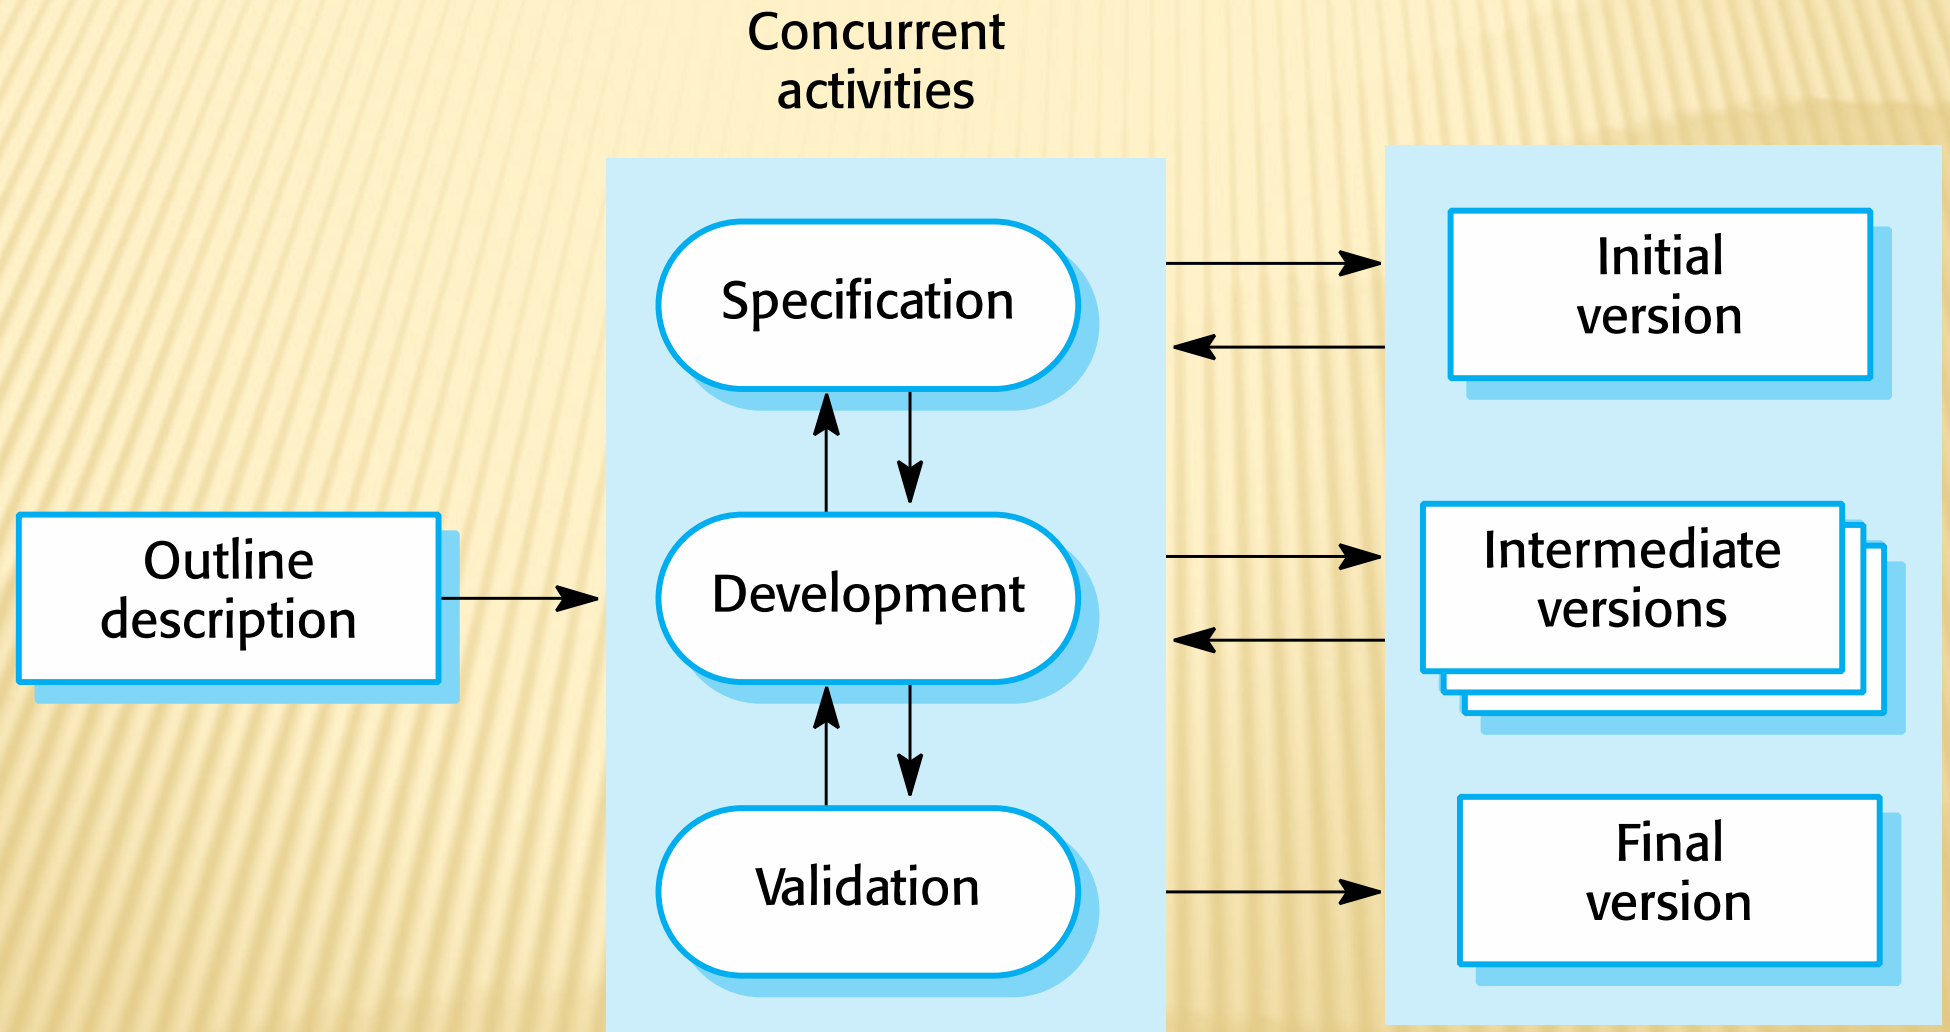 Concurrent
activities
Outline
description
Specification
Development
Validation
Initial
version
Intermediate
versions
Final
version